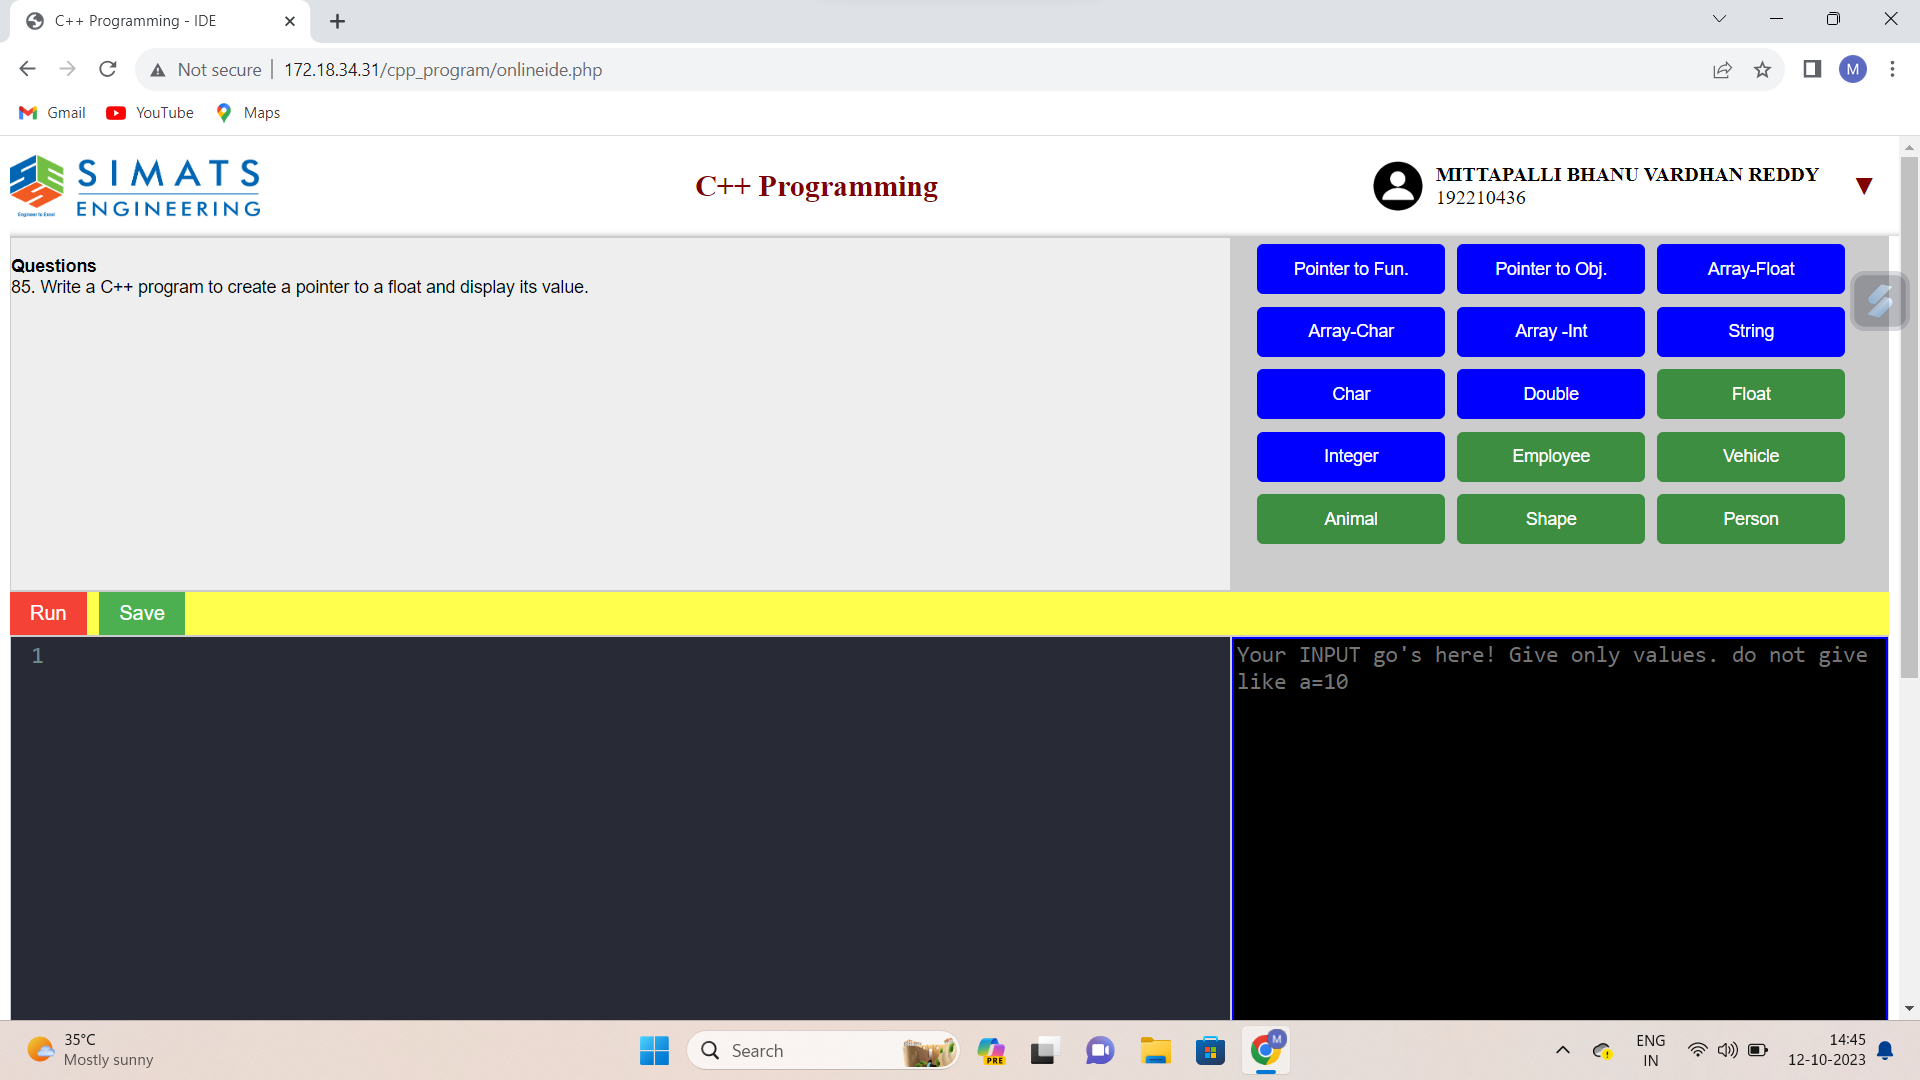 C++ Programming - IDE
Not secure
172.18.34.31/cpp_program/onlineide.php
M
Gmail
YouTube
Maps
SIMATS
ENGINEERING
Engineer to Excel
C++ Programming
MITTAPALLI BHANU VARDHAN REDDY
192210436
Questions
85. Write a C++ program to create a pointer to a float and display its value.
Pointer to Fun.
Pointer to Obj.
Array-Float
Array-Char
Array -Int
String
Char
Double
Float
Integer
Employee
Vehicle
Animal
Shape
Person
Run
Save
1
Your INPUT go's here! Give only values. do not give
like a=10
35°C
Mostly sunny
Search
PRE
M
ENG
IN
14:45
12-10-2023